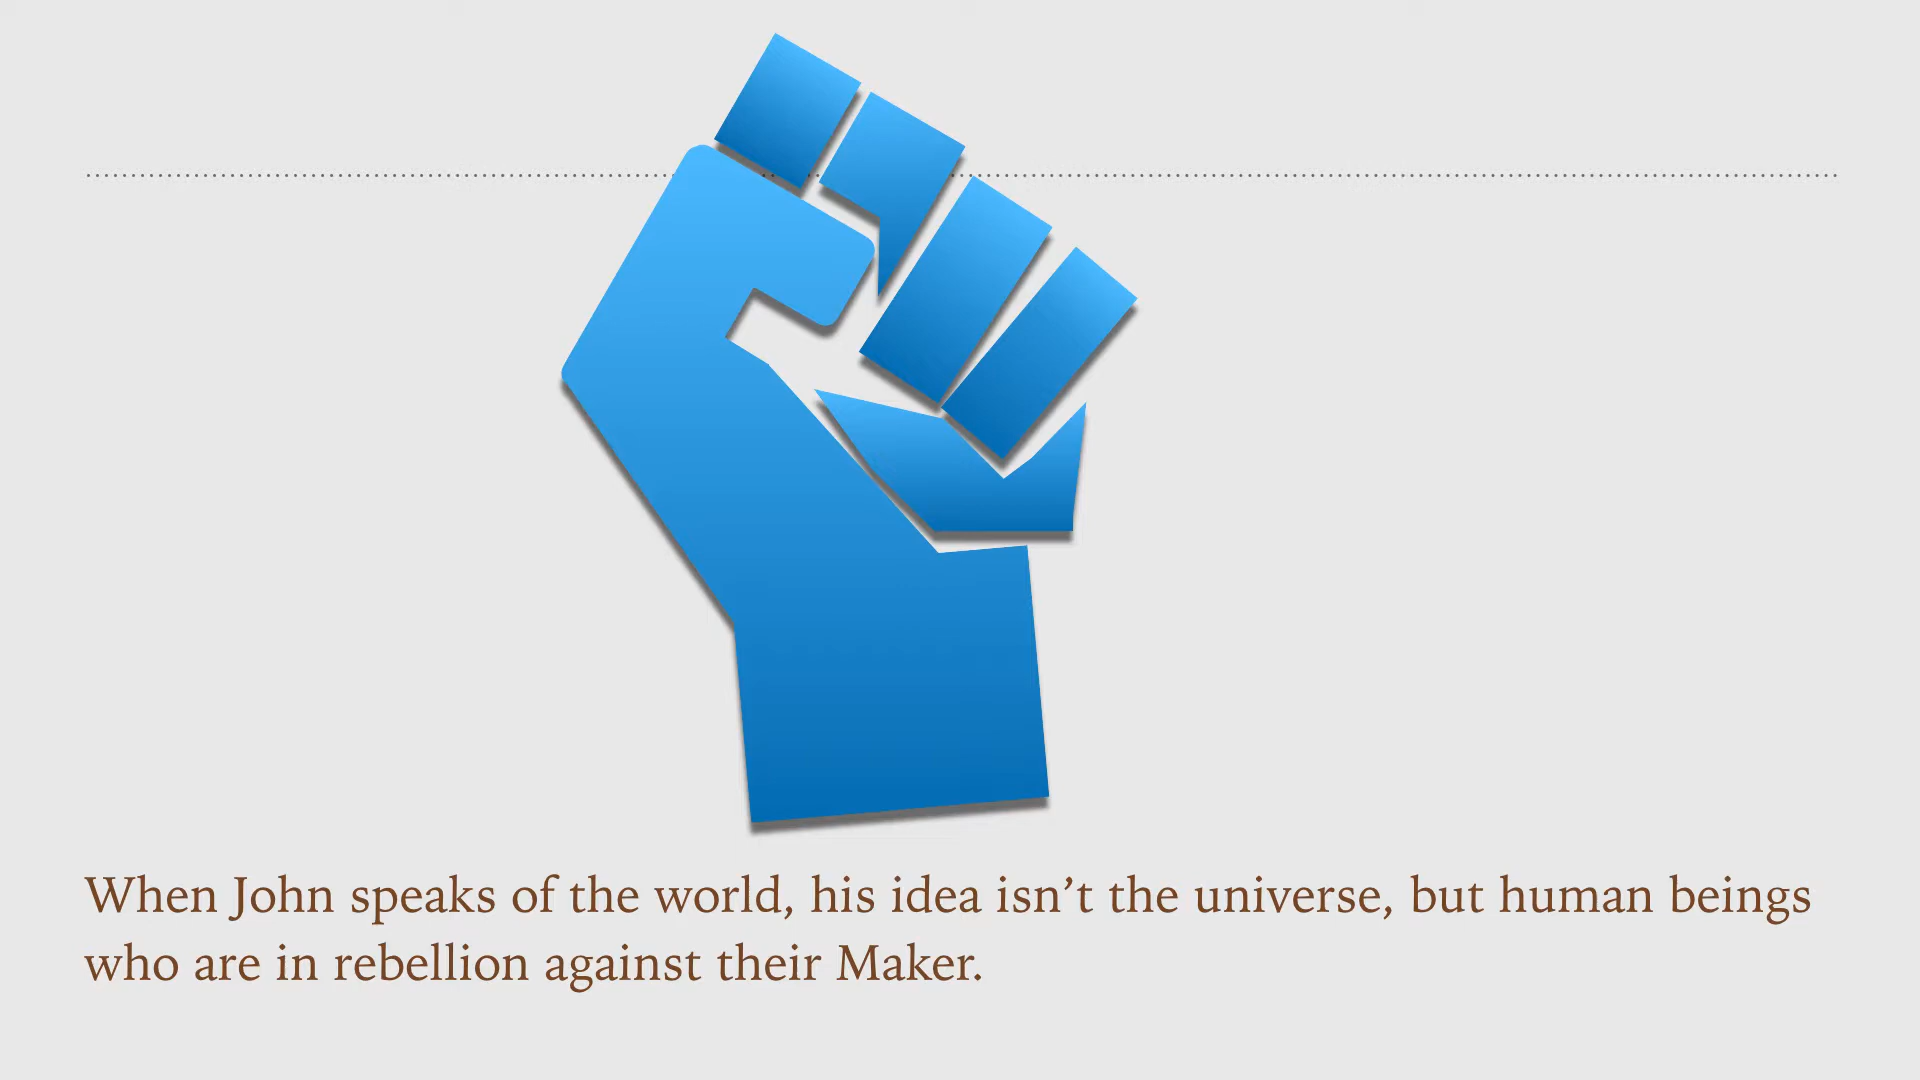 When John speaks of the world, his idea isn’t the universe, but human beings
who are in rebellion against their Maker.